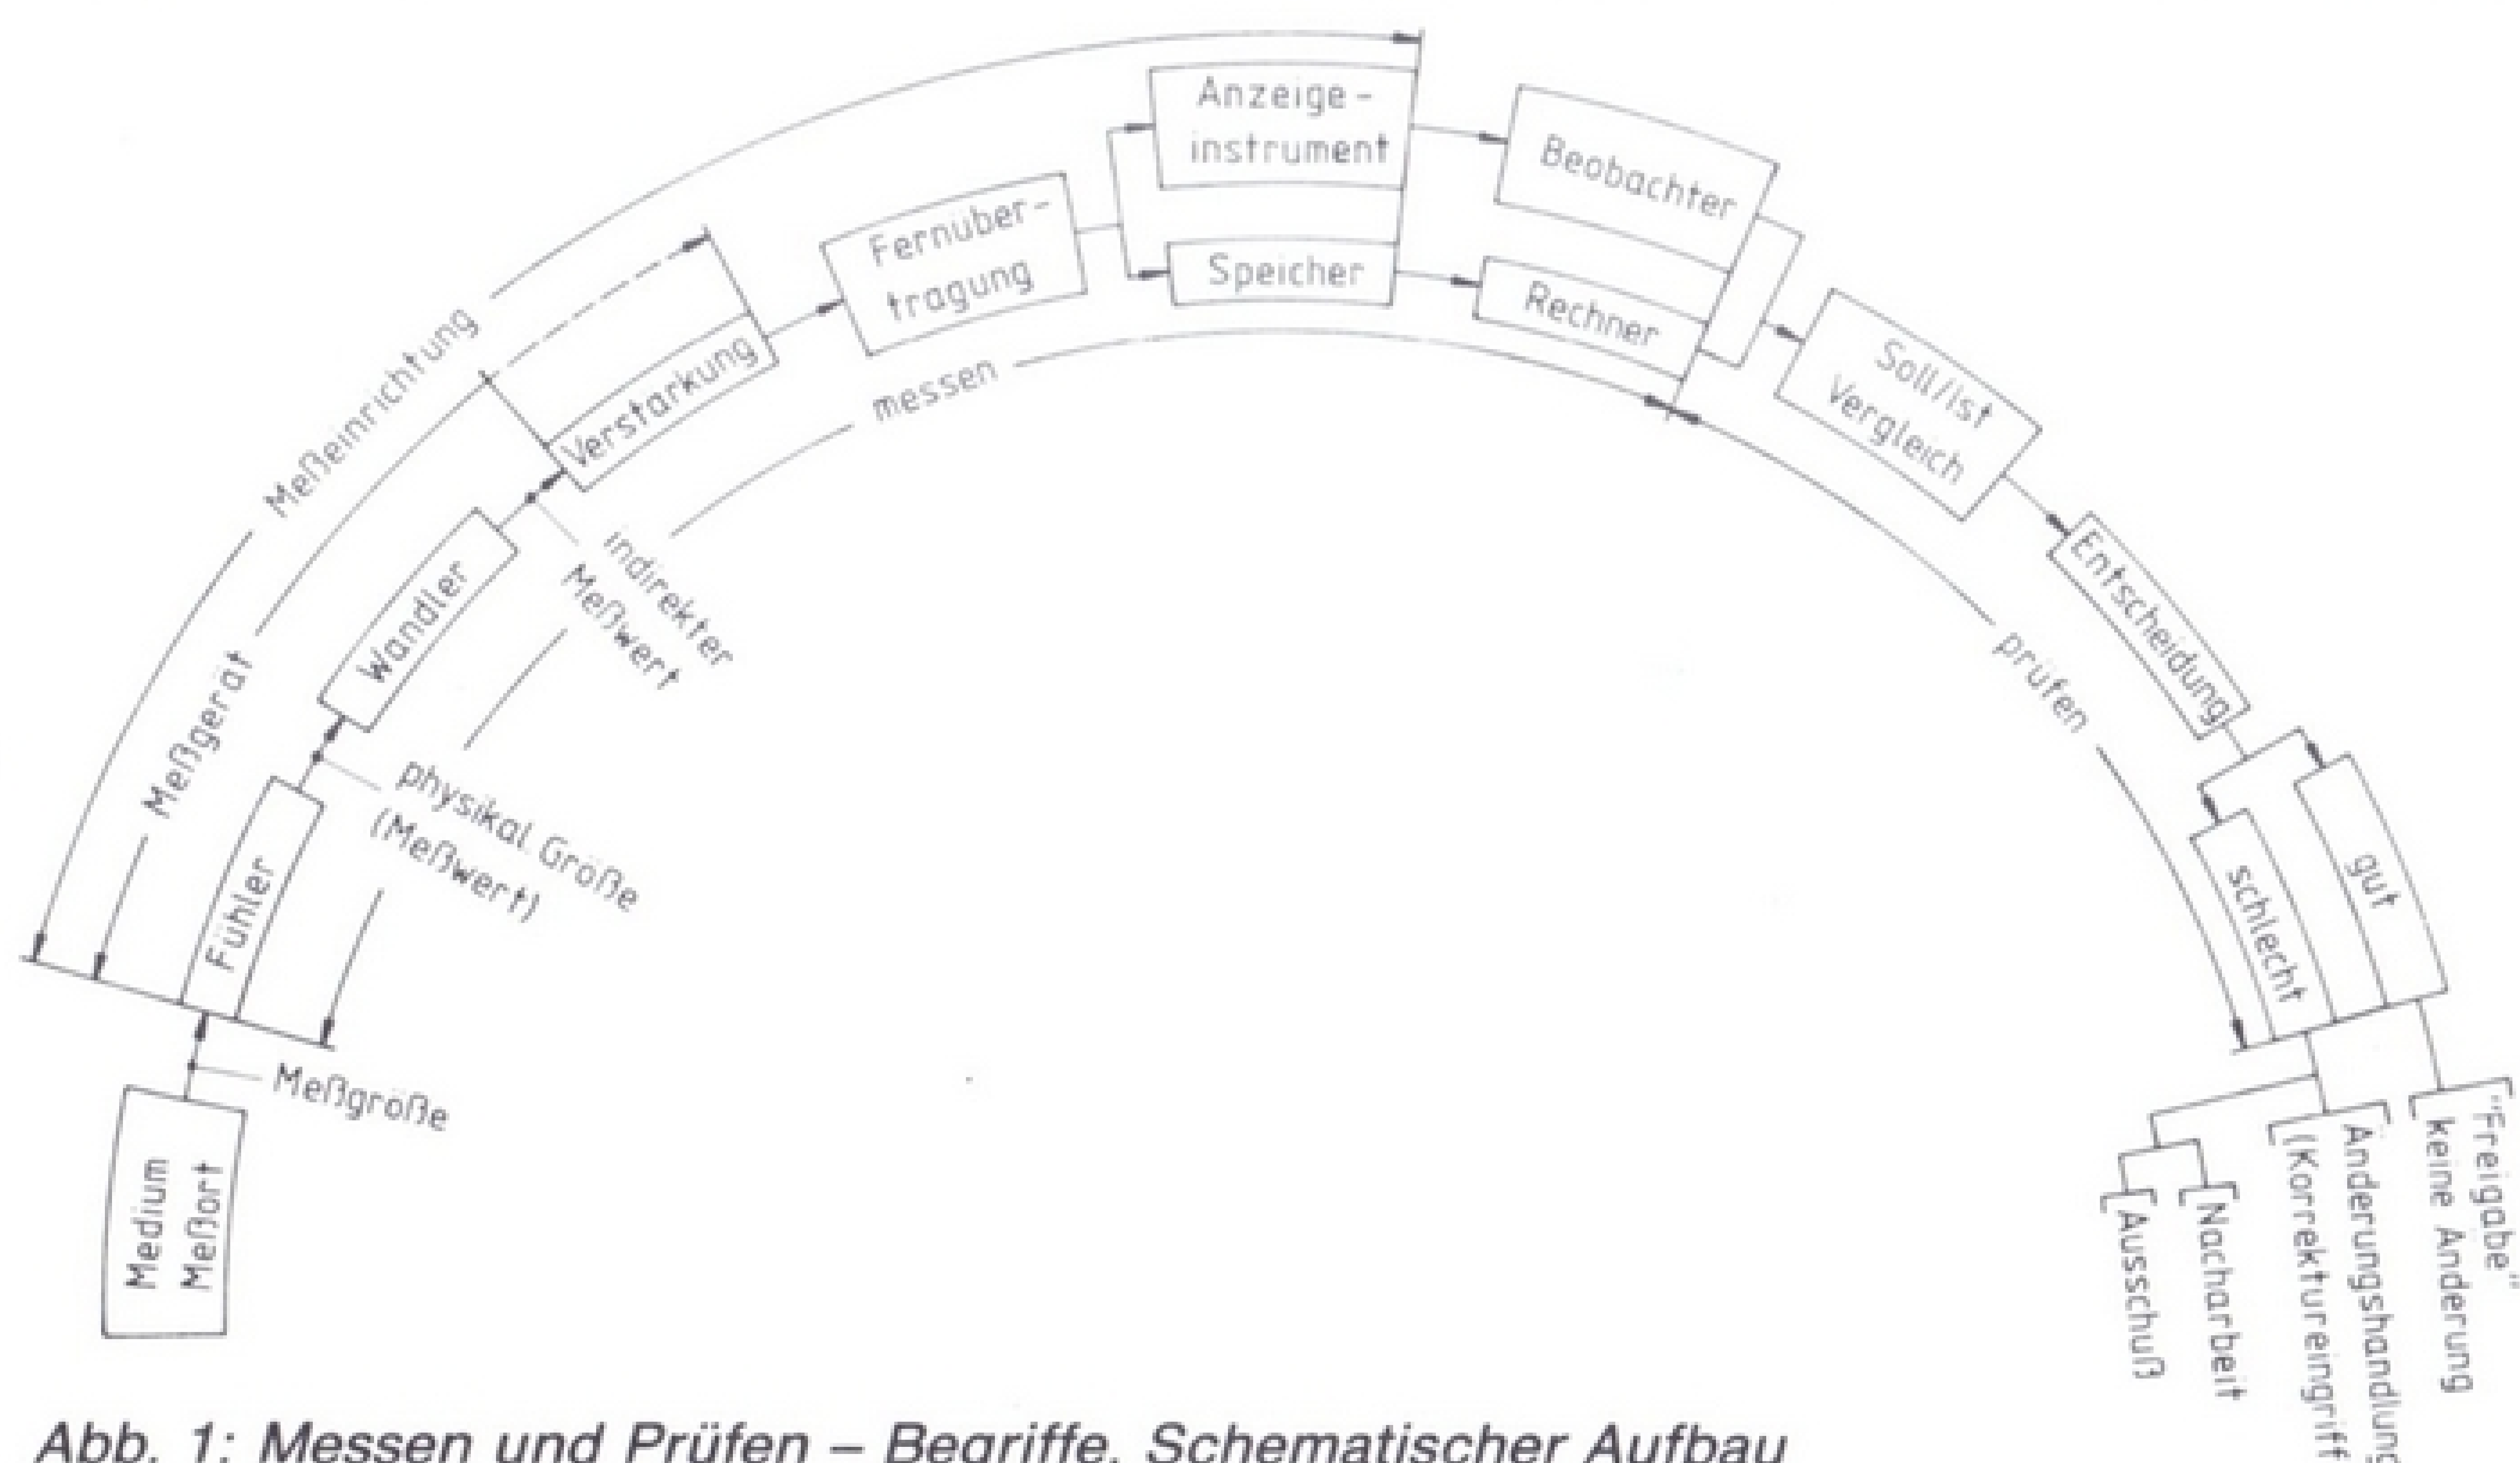 Anzeige-
instrument
Beobachter
Fernüber-
tragung
Speicher
Rechner
Meßeinrichtung
Verstärkung
messen
Soll/ist
Vergleich
Wandler
indirekter
Meßwert
Entscheidung
Meßgerät
prüfen
physikal. Größe
(Meßwert)
Fühler
gut
schlecht
Meßgröße
Medium
Meßort
"Freigabe"
keine Änderung
Änderungshandlung
(Korrektureingriff
Nacharbeit
Ausschuß
Abb. 1: Messen und Prüfen – Begriffe, Schematischer Aufbau